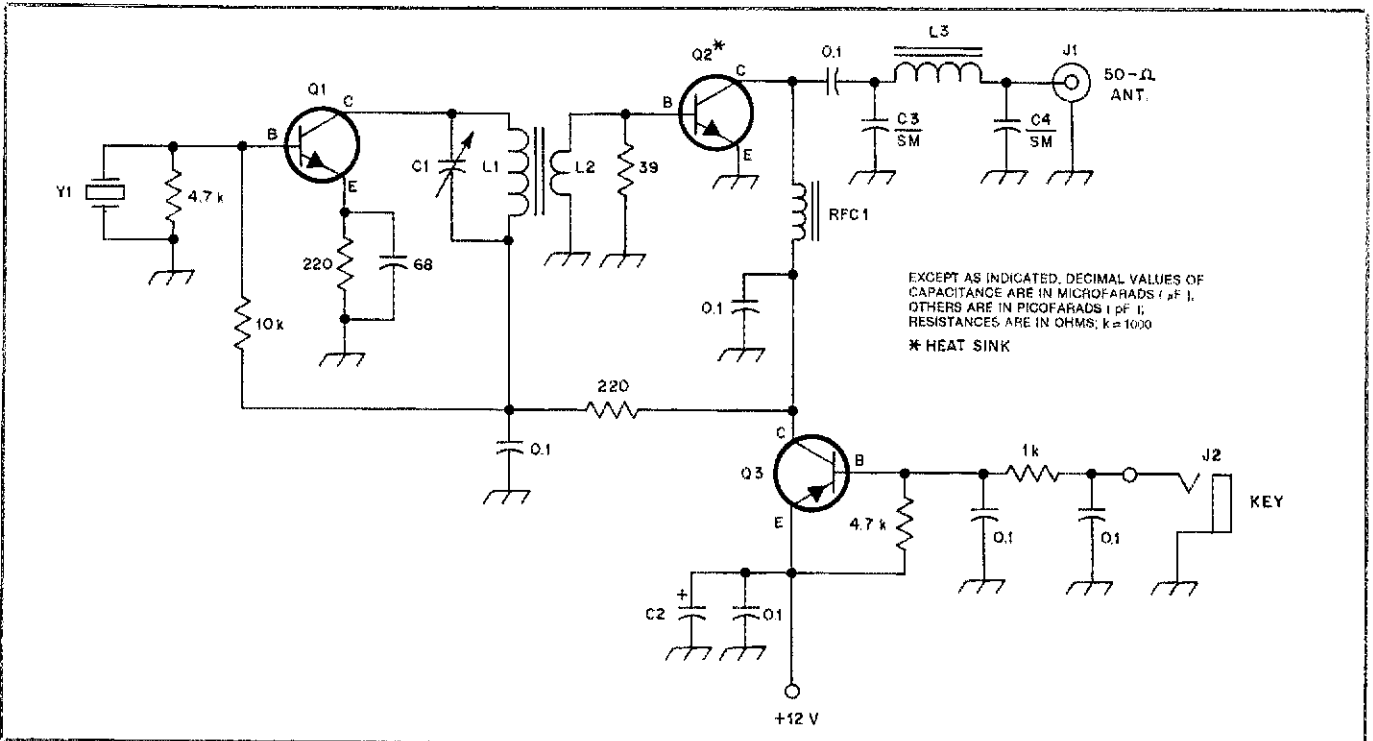 Q1
B
C
E
Y1
4.7 k
10 k
220
68
C1
L1
L2
39
Q2*
B
C
E
0.1
L3
C3
SM
C4
SM
J1
50-Ω
ANT.
RFC1
0.1
EXCEPT AS INDICATED, DECIMAL VALUES OF
CAPACITANCE ARE IN MICROFARADS ( µF ),
OTHERS ARE IN PICOFARADS ( pF );
RESISTANCES ARE IN OHMS; k = 1000
* HEAT SINK
220
0.1
C
Q3
B
E
4.7 k
1 k
0.1
0.1
J2
KEY
+
C2
0.1
+12 V